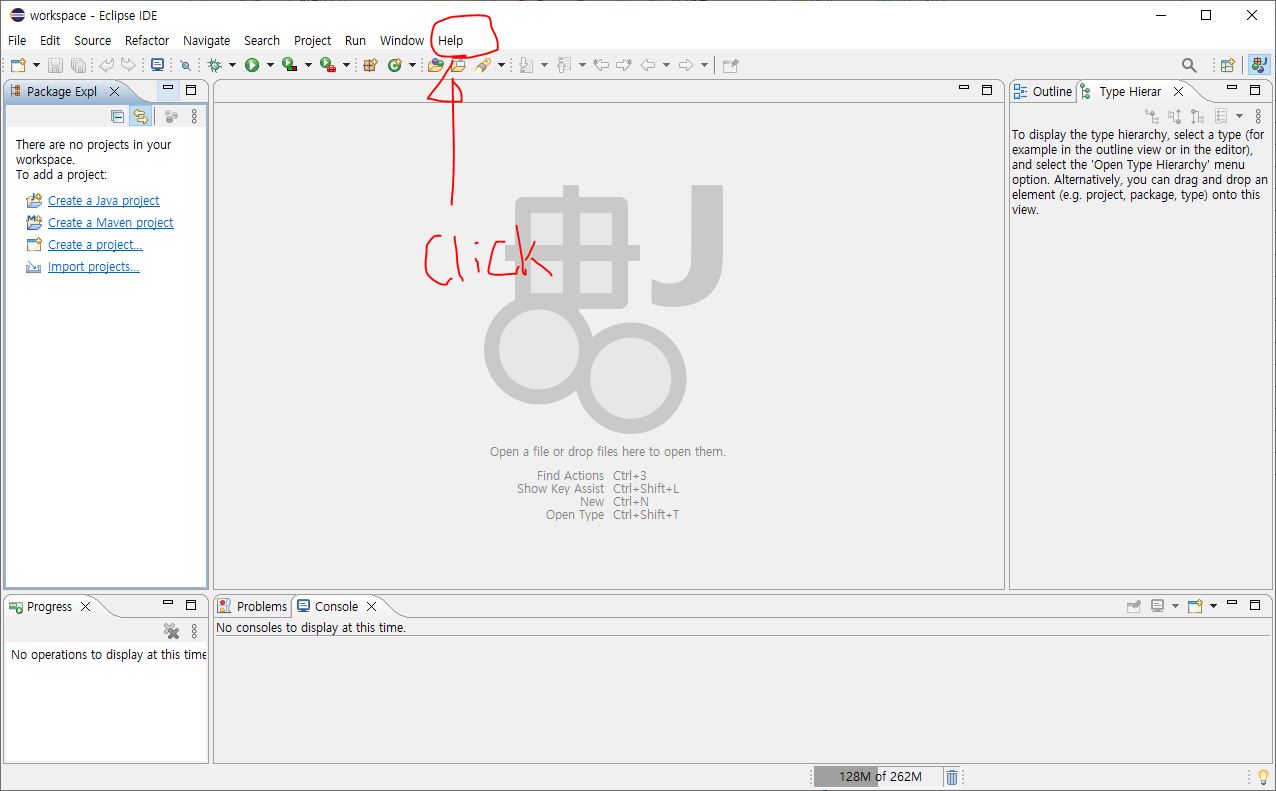 workspace - Eclipse IDE
File Edit Source Refactor Navigate Search Project Run Window Help
Package Expl
Outline Type Hierar
There are no projects in your
workspace.
To add a project:
Create a Java project
Create a Maven project
Create a project...
Import projects...
Click
J
Open a file or drop files here to open them.
Find Actions Ctrl+3
Show Key Assist Ctrl+Shift+L
New Ctrl+N
Open Type Ctrl+Shift+T
To display the type hierarchy, select a type (for
example in the outline view or in the editor),
and select the 'Open Type Hierarchy' menu
option. Alternatively, you can drag and drop an
element (e.g. project, package, type) onto this
view.
Progress
No operations to display at this time
Problems Console
No consoles to display at this time.
128M of 262M